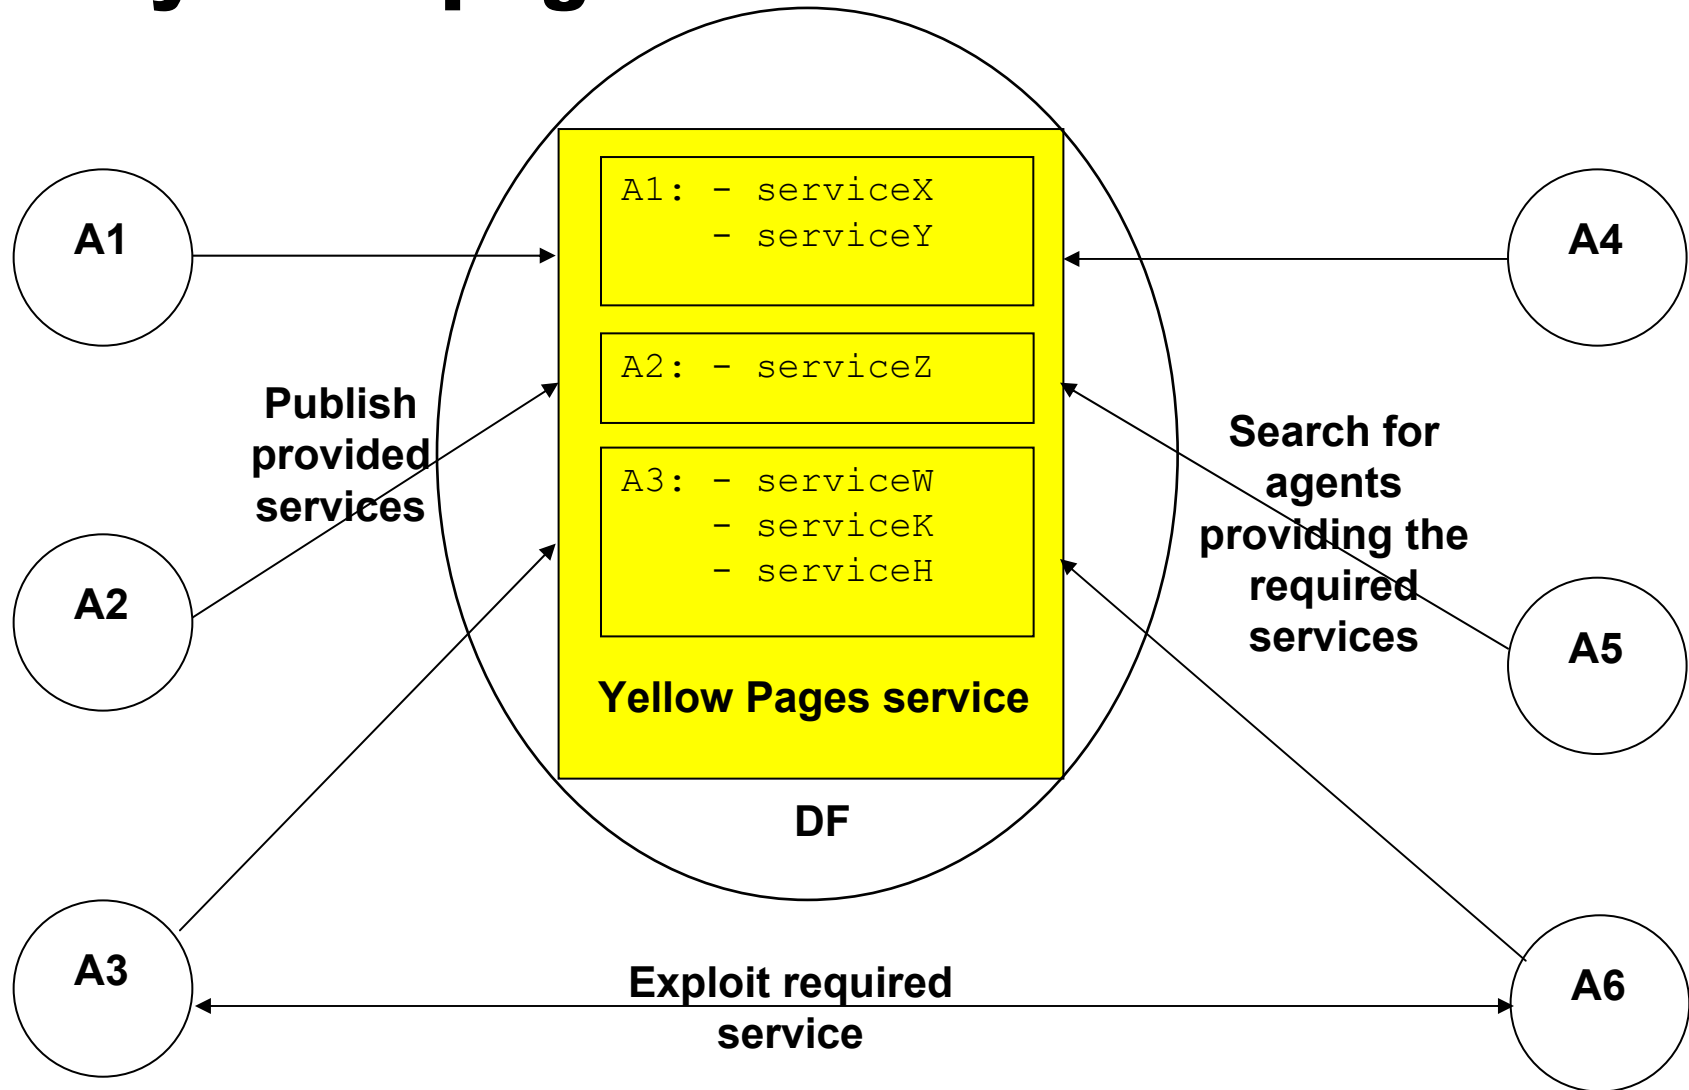 A1: - serviceX
- serviceY
A1
A4
A2: - serviceZ
Publish
provided
services
Search for
agents
providing the
required
services
A3: - serviceW
- serviceK
- serviceH
A2
A5
Yellow Pages service
DF
A3
Exploit required
service
A6